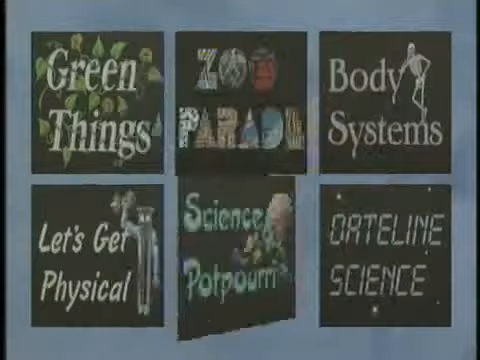 Green
Things
ZOO
PARADE
Body
Systems
Let's Get
Physical
Science
Potpourri
DATELINE
SCIENCE